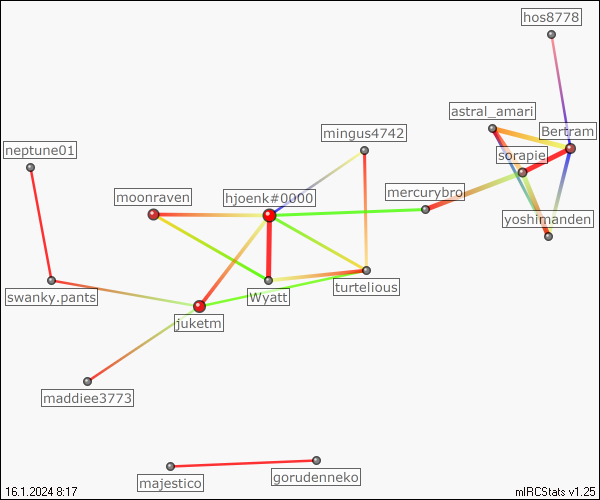 hos8778
astral_amari
Bertram
mingus4742
neptune01
sorapie
moonraven
hjoenk#0000
mercurybro
yoshimanden
swanky.pants
Wyatt
turtelious
juketm
maddiee3773
majestico
gorudenneko
16.1.2024 8:17
mIRCStats v1.25